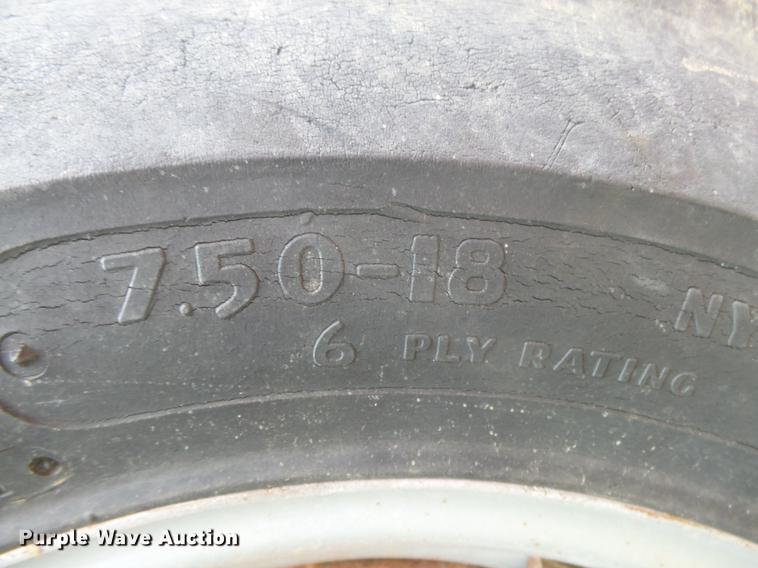 7.50-18
6 PLY RATING
Purple Wave Auction